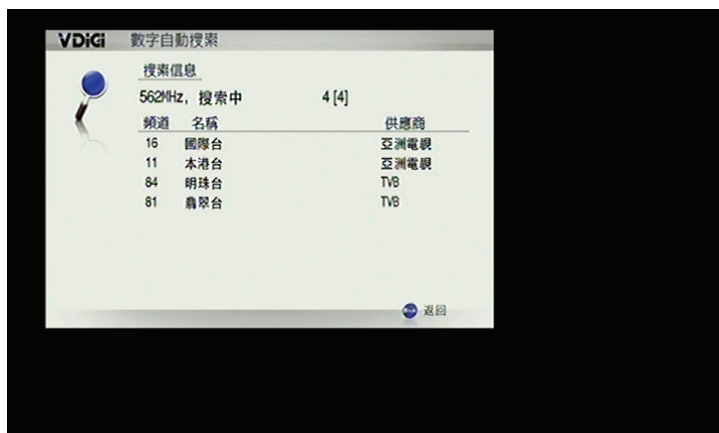 VDiGi 數字自動搜索
搜索信息
562MHz, 搜索中 4 [4]
頻道 名稱 供應商
16 國際台 亞洲電視
11 本港台 亞洲電視
84 明珠台 TVB
81 翡翠台 TVB
返回